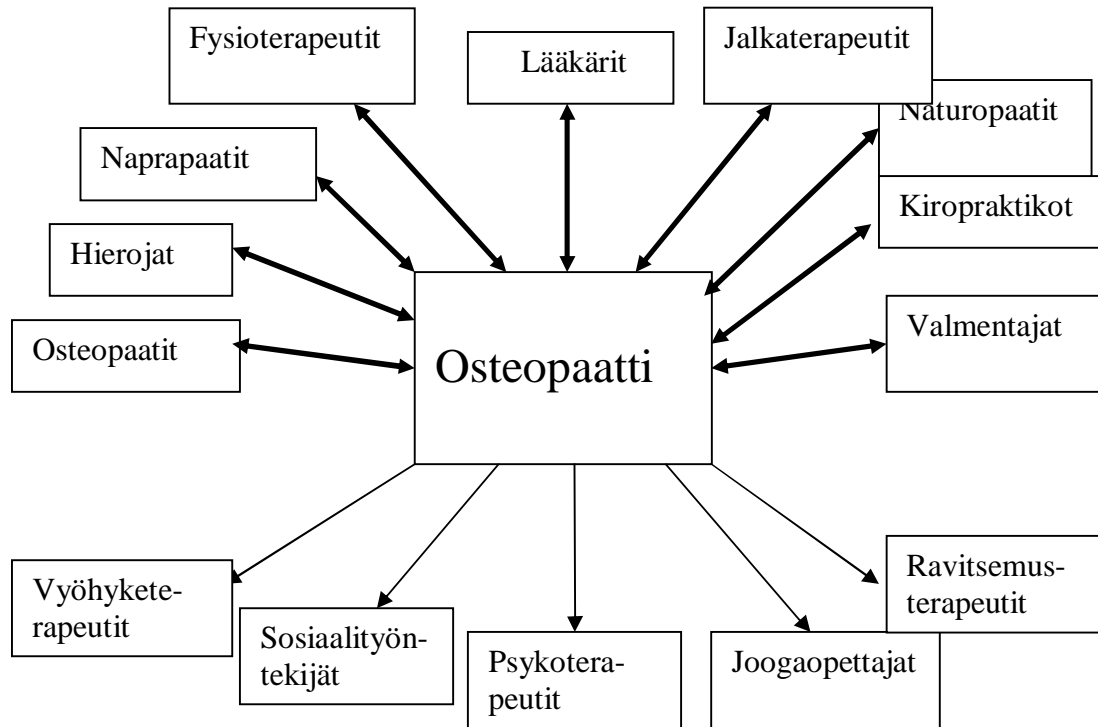 Fysioterapeutit
Lääkärit
Jalkaterapeutit
Naturopaatit
Naprapaatit
Kiropraktikot
Hierojat
Valmentajat
Osteopaatit
Osteopaatti
Vyöhykete-
rapeutit
Sosiaalityön-
tekijät
Psykotera-
peutit
Joogaopettajat
Ravitsemus-
terapeutit